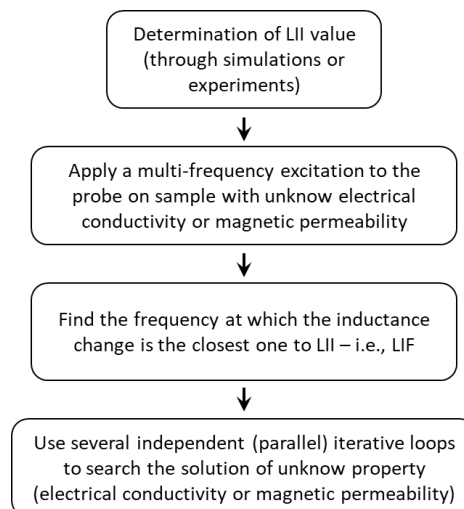 Determination of LII value
(through simulations or
experiments)
Apply a multi-frequency excitation to the
probe on sample with unknow electrical
conductivity or magnetic permeability
Find the frequency at which the inductance
change is the closest one to LII – i.e., LIF
Use several independent (parallel) iterative loops
to search the solution of unknow property
(electrical conductivity or magnetic permeability)